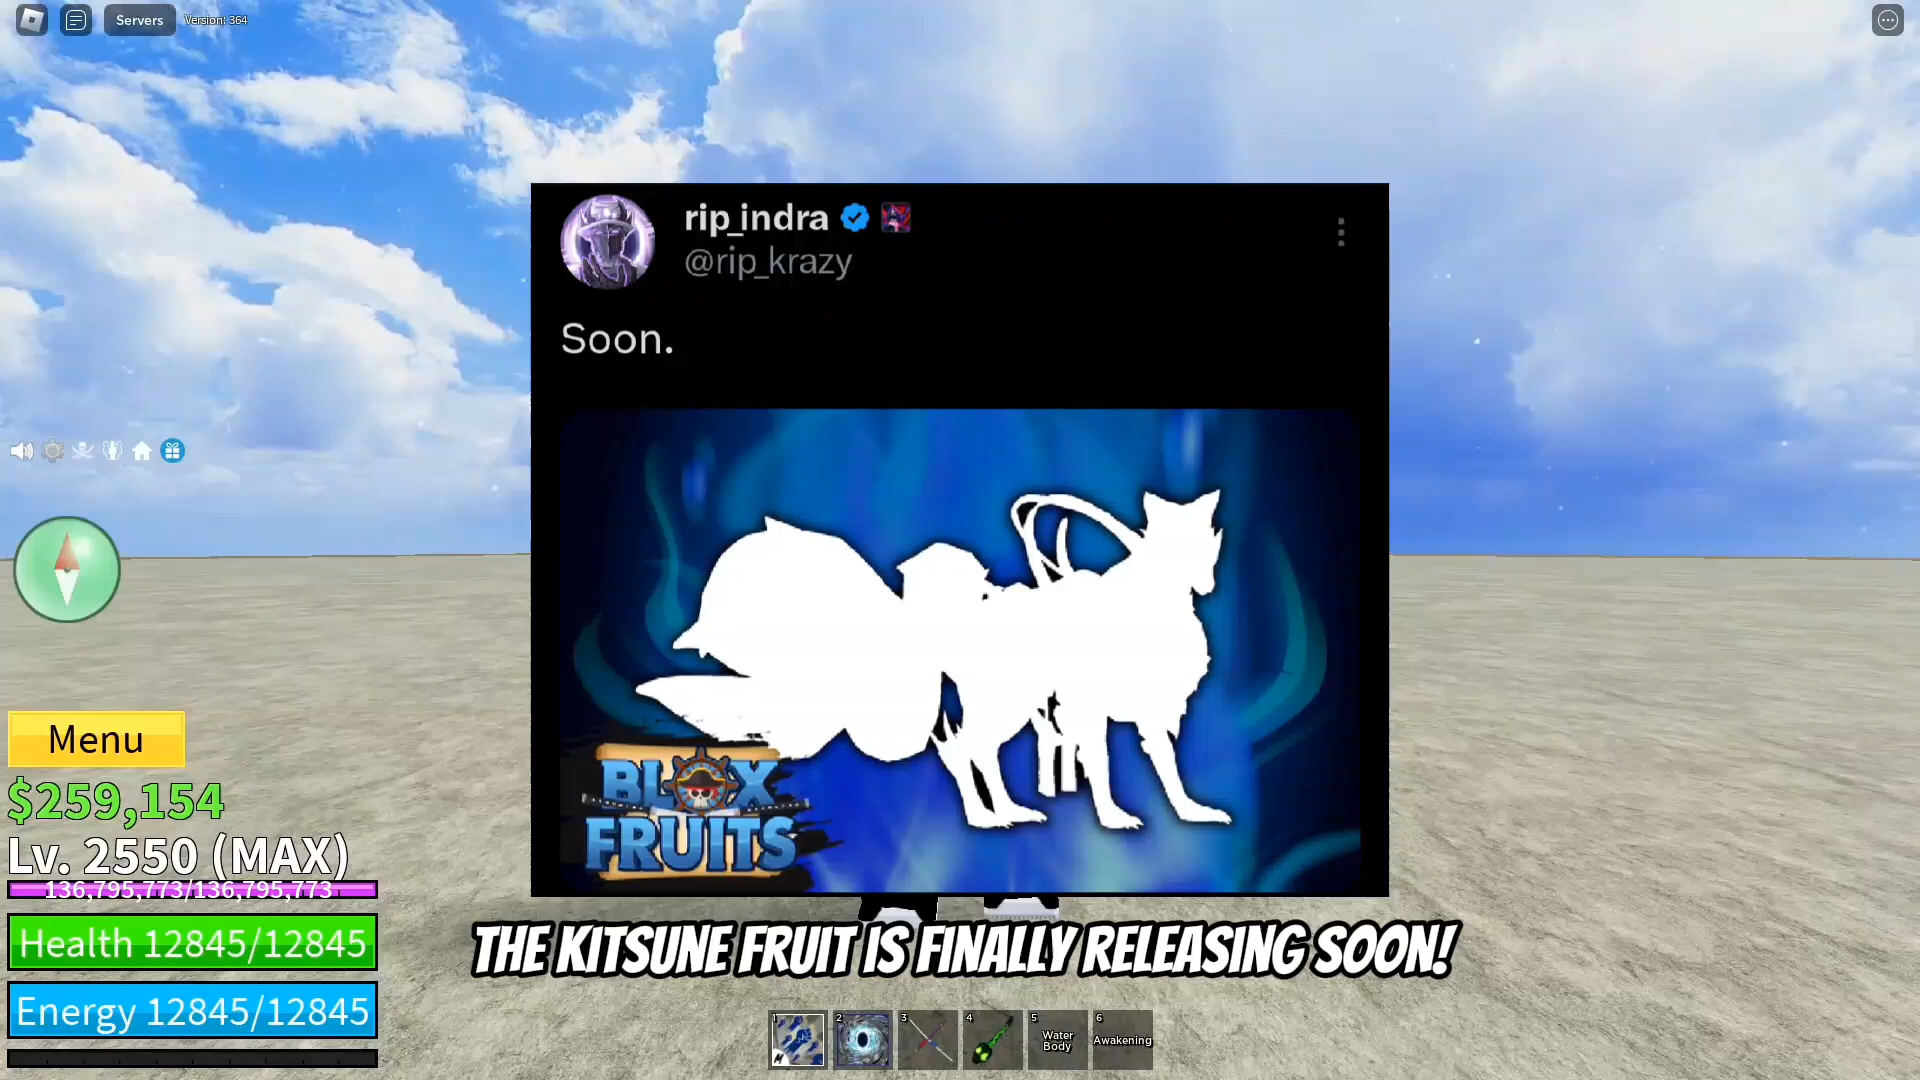 Servers
Version: 364
rip_indra
@rip_krazy
Soon.
BLOX
FRUITS
Menu
$259,154
Lv. 2550 (MAX)
136,795,773/136,795,773
Health 12845/12845
Energy 12845/12845
THE KITSUNE FRUIT IS FINALLY RELEASING SOON!
1
2
3
4
5
Water
Body
6
Awakening